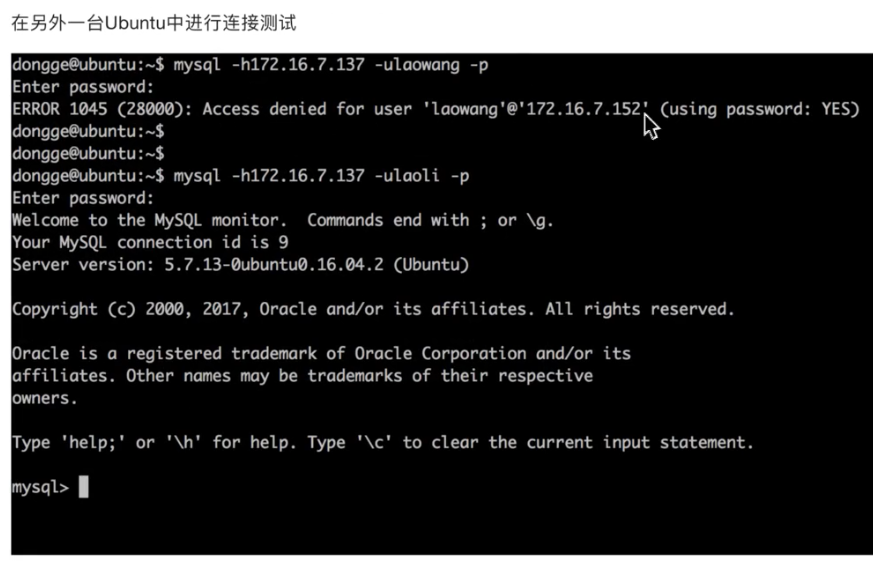 在另外一台Ubuntu中进行连接测试
dongge@ubuntu:~$ mysql -h172.16.7.137 -ulaowang -p
Enter password:
ERROR 1045 (28000): Access denied for user 'laowang'@'172.16.7.152' (using password: YES)
dongge@ubuntu:~$
dongge@ubuntu:~$
dongge@ubuntu:~$ mysql -h172.16.7.137 -ulaoli -p
Enter password:
Welcome to the MySQL monitor.  Commands end with ; or \g.
Your MySQL connection id is 9
Server version: 5.7.13-0ubuntu0.16.04.2 (Ubuntu)
Copyright (c) 2000, 2017, Oracle and/or its affiliates. All rights reserved.
Oracle is a registered trademark of Oracle Corporation and/or its
affiliates. Other names may be trademarks of their respective
owners.
Type 'help;' or '\h' for help. Type '\c' to clear the current input statement.
mysql>